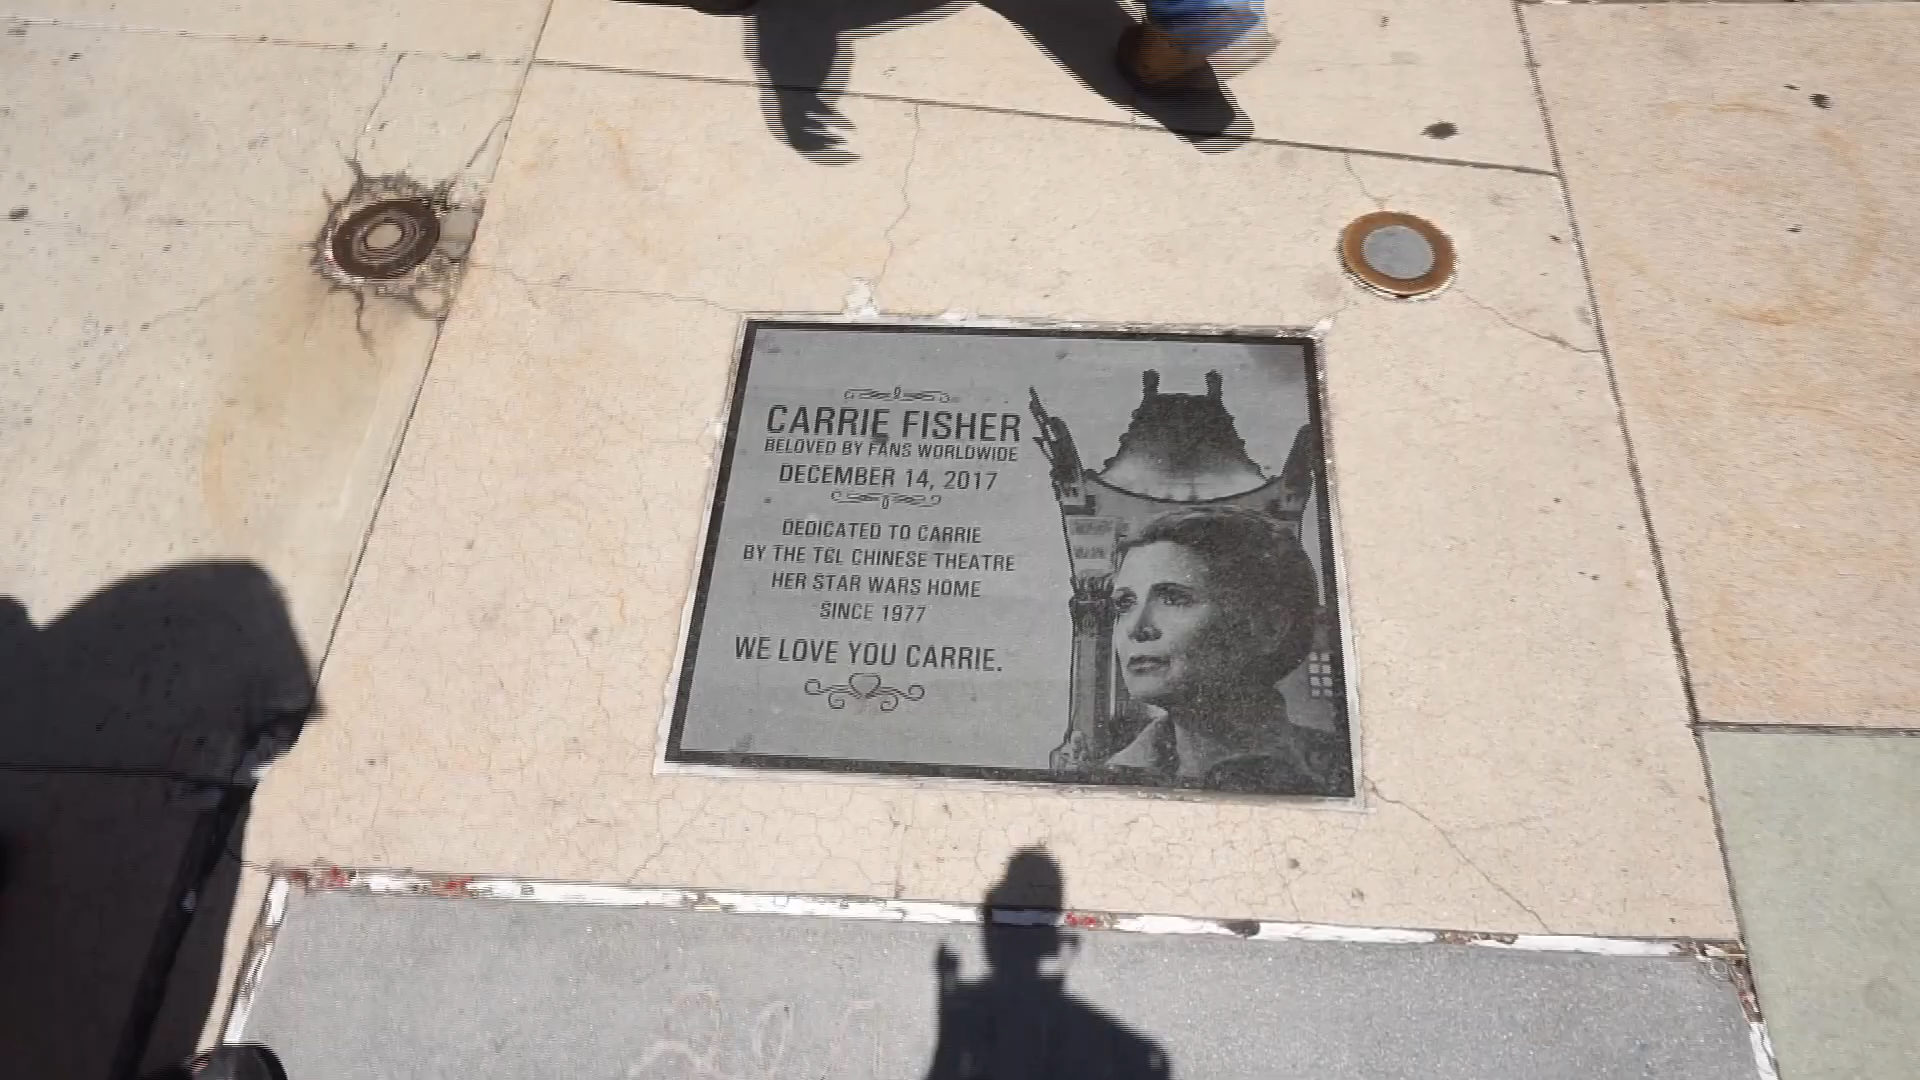 CARRIE FISHER
BELOVED BY FANS WORLDWIDE
DECEMBER 14, 2017
DEDICATED TO CARRIE
BY THE TCL CHINESE THEATRE
HER STAR WARS HOME
SINCE 1977
WE LOVE YOU CARRIE.